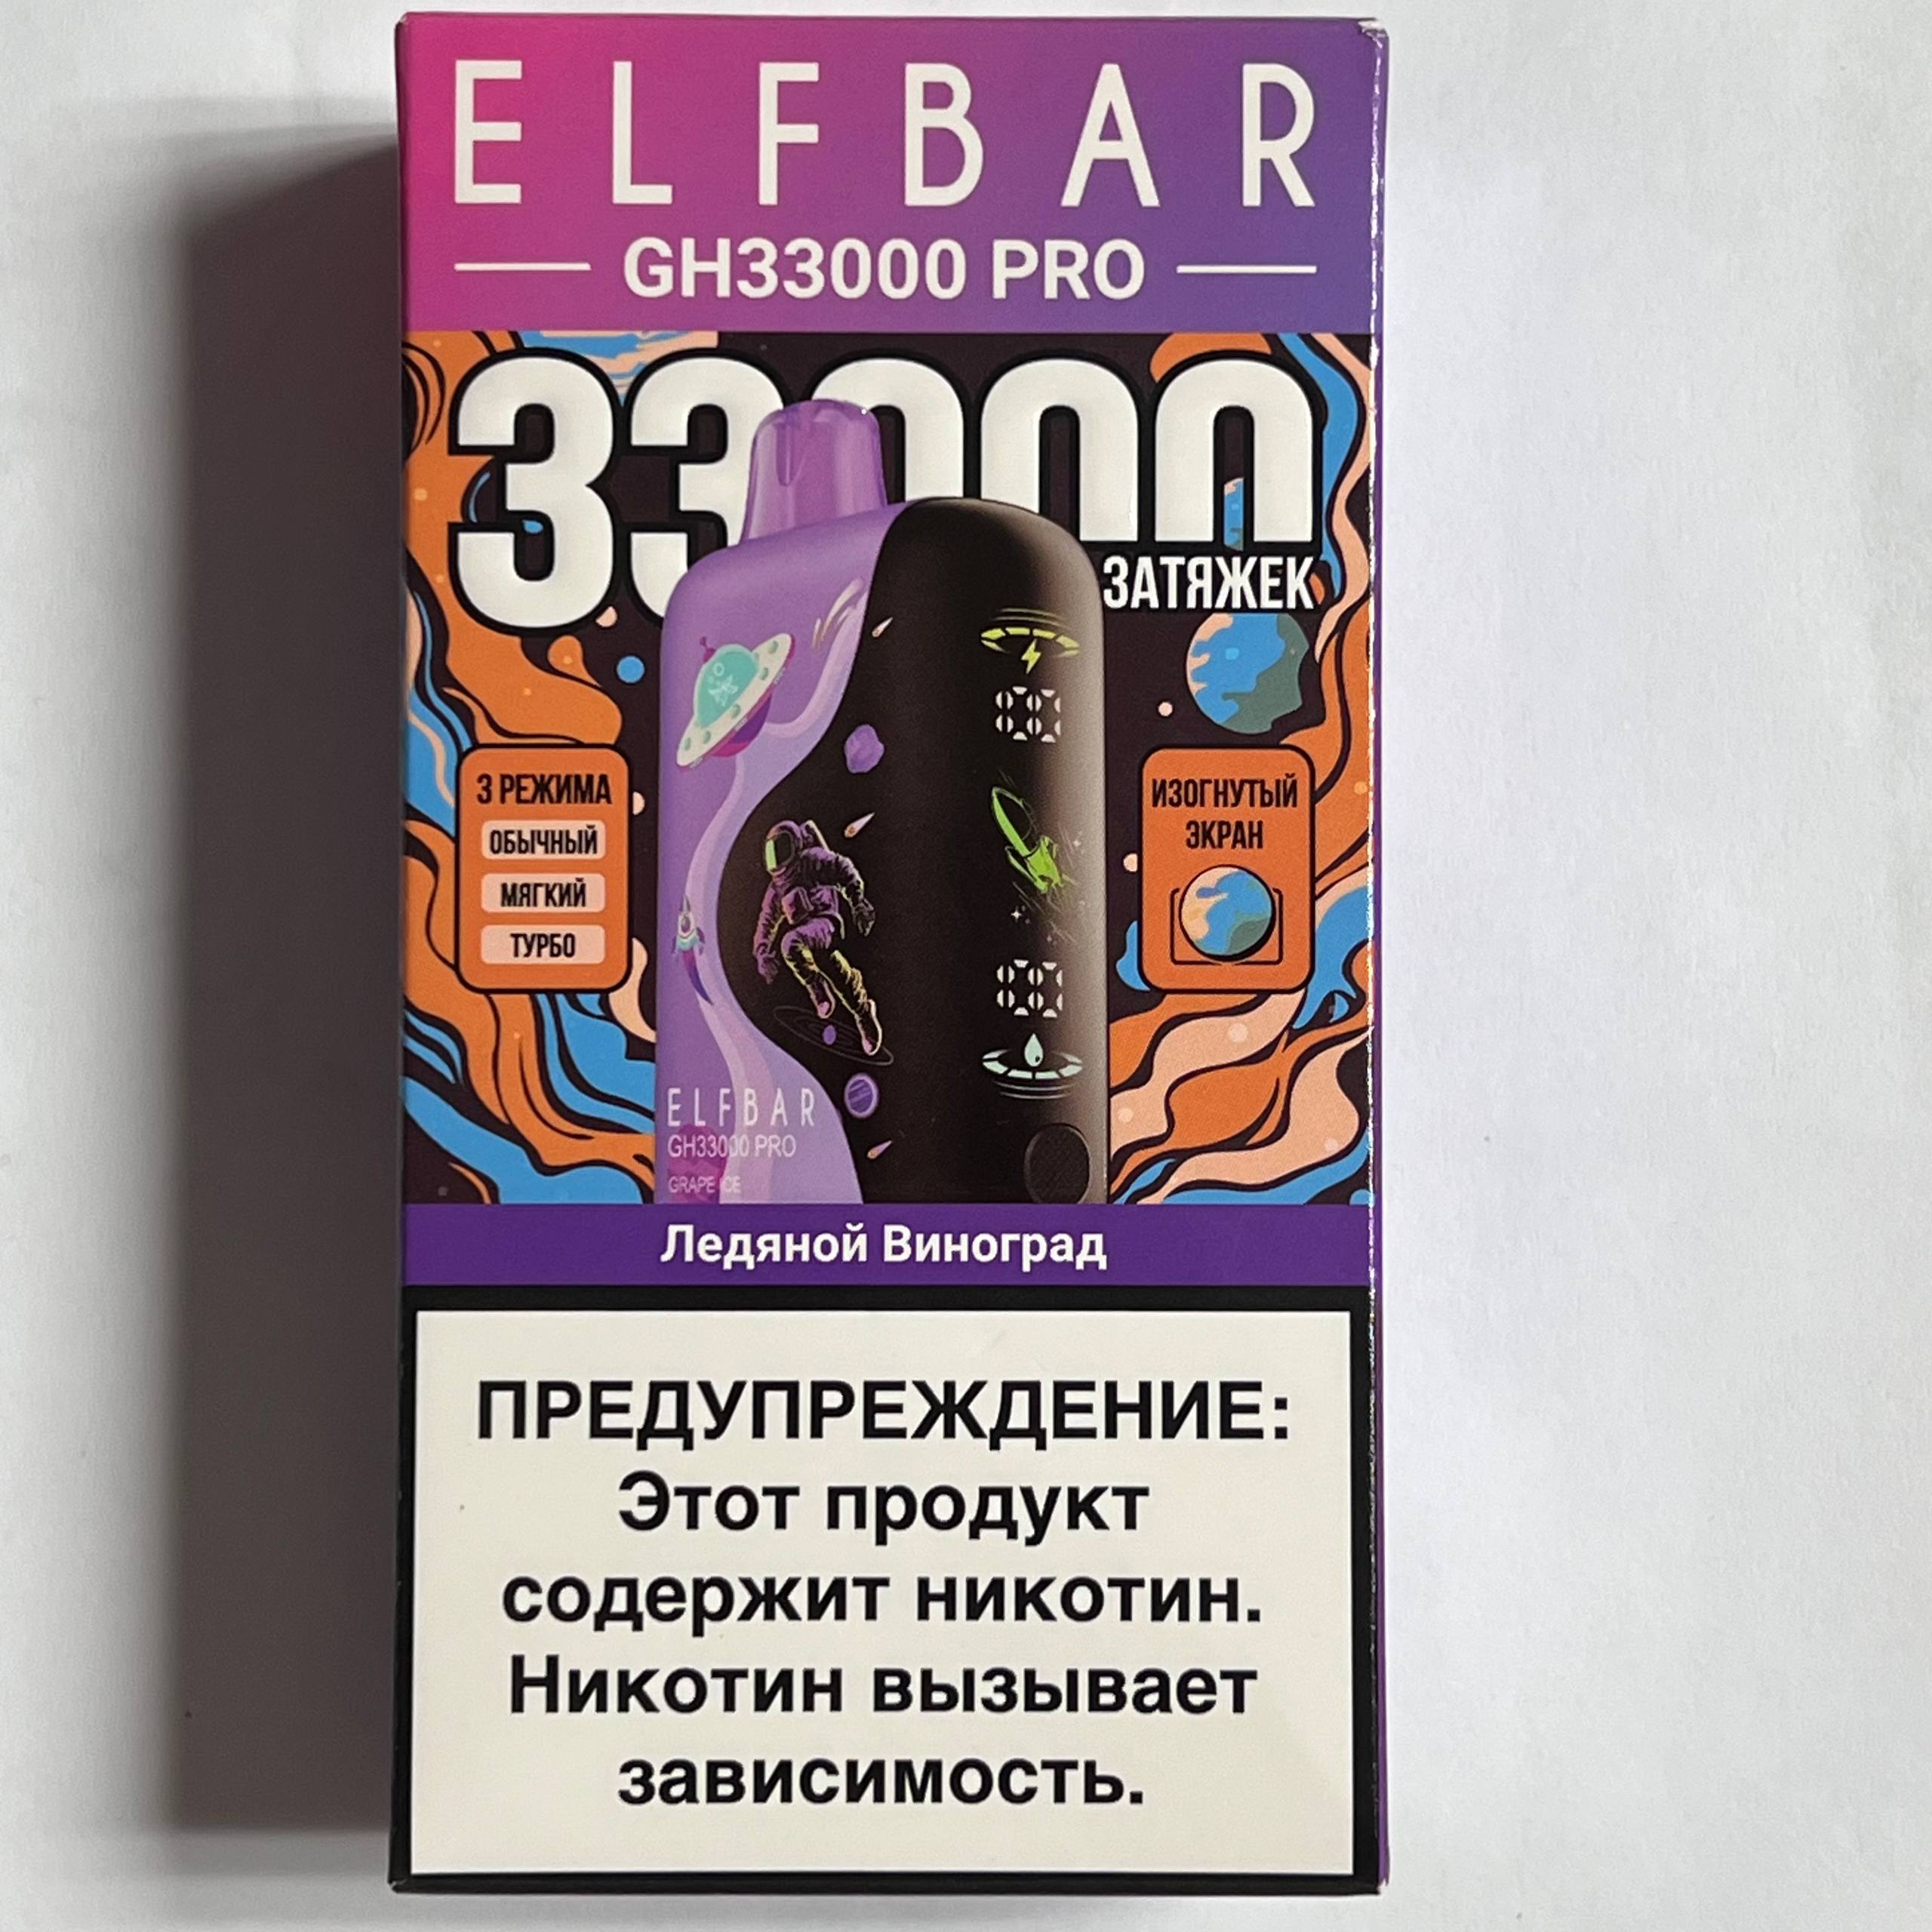 ELFBAR
GH33000 PRO
33000
ЗАТЯЖЕК
3 РЕЖИМА
ОБЫЧНЫЙ
МЯГКИЙ
ТУРБО
ИЗОГНУТЫЙ
ЭКРАН
ELFBAR
GH33000 PRO
GRAPE ICE
Ледяной Виноград
ПРЕДУПРЕЖДЕНИЕ:
Этот продукт
содержит никотин.
Никотин вызывает
зависимость.